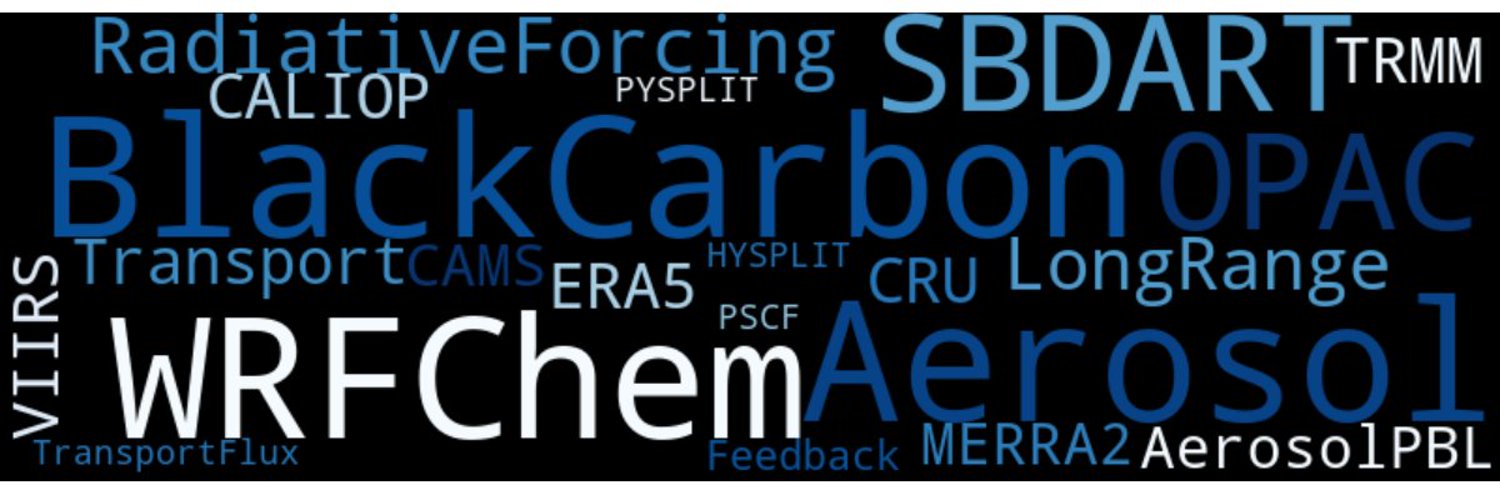 RadiativeForcing
SBDART
TRMM
CALIOP
PYSPLIT
BlackCarbon
OPAC
Transport
CAMS
HYSPLIT
ERA5
CRU
LongRange
VIIRS
PSCF
WRFChem
Aerosol
TransportFlux
Feedback
MERRA2
AerosolPBL